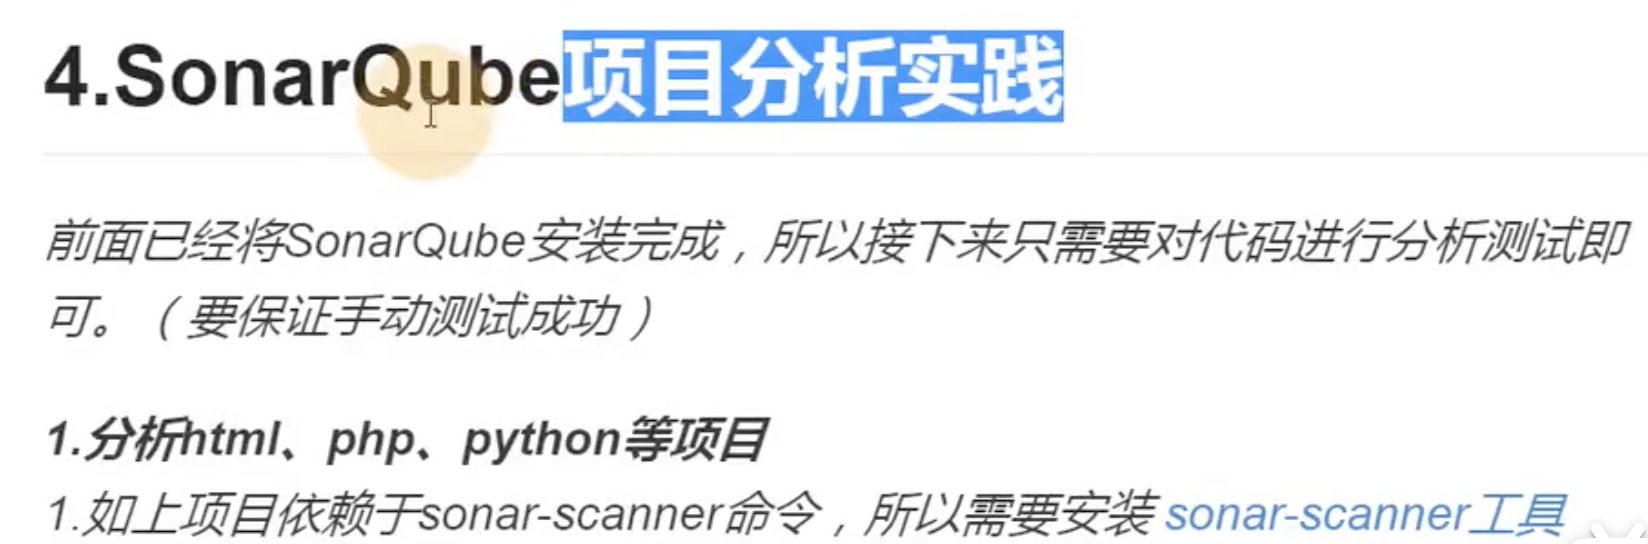 4.SonarQube项目分析实践
前面已经将SonarQube安装完成，所以接下来只需要对代码进行分析测试即
可。（要保证手动测试成功）
1.分析html、php、python等项目
1.如上项目依赖于sonar-scanner命令，所以需要安装 sonar-scanner工具